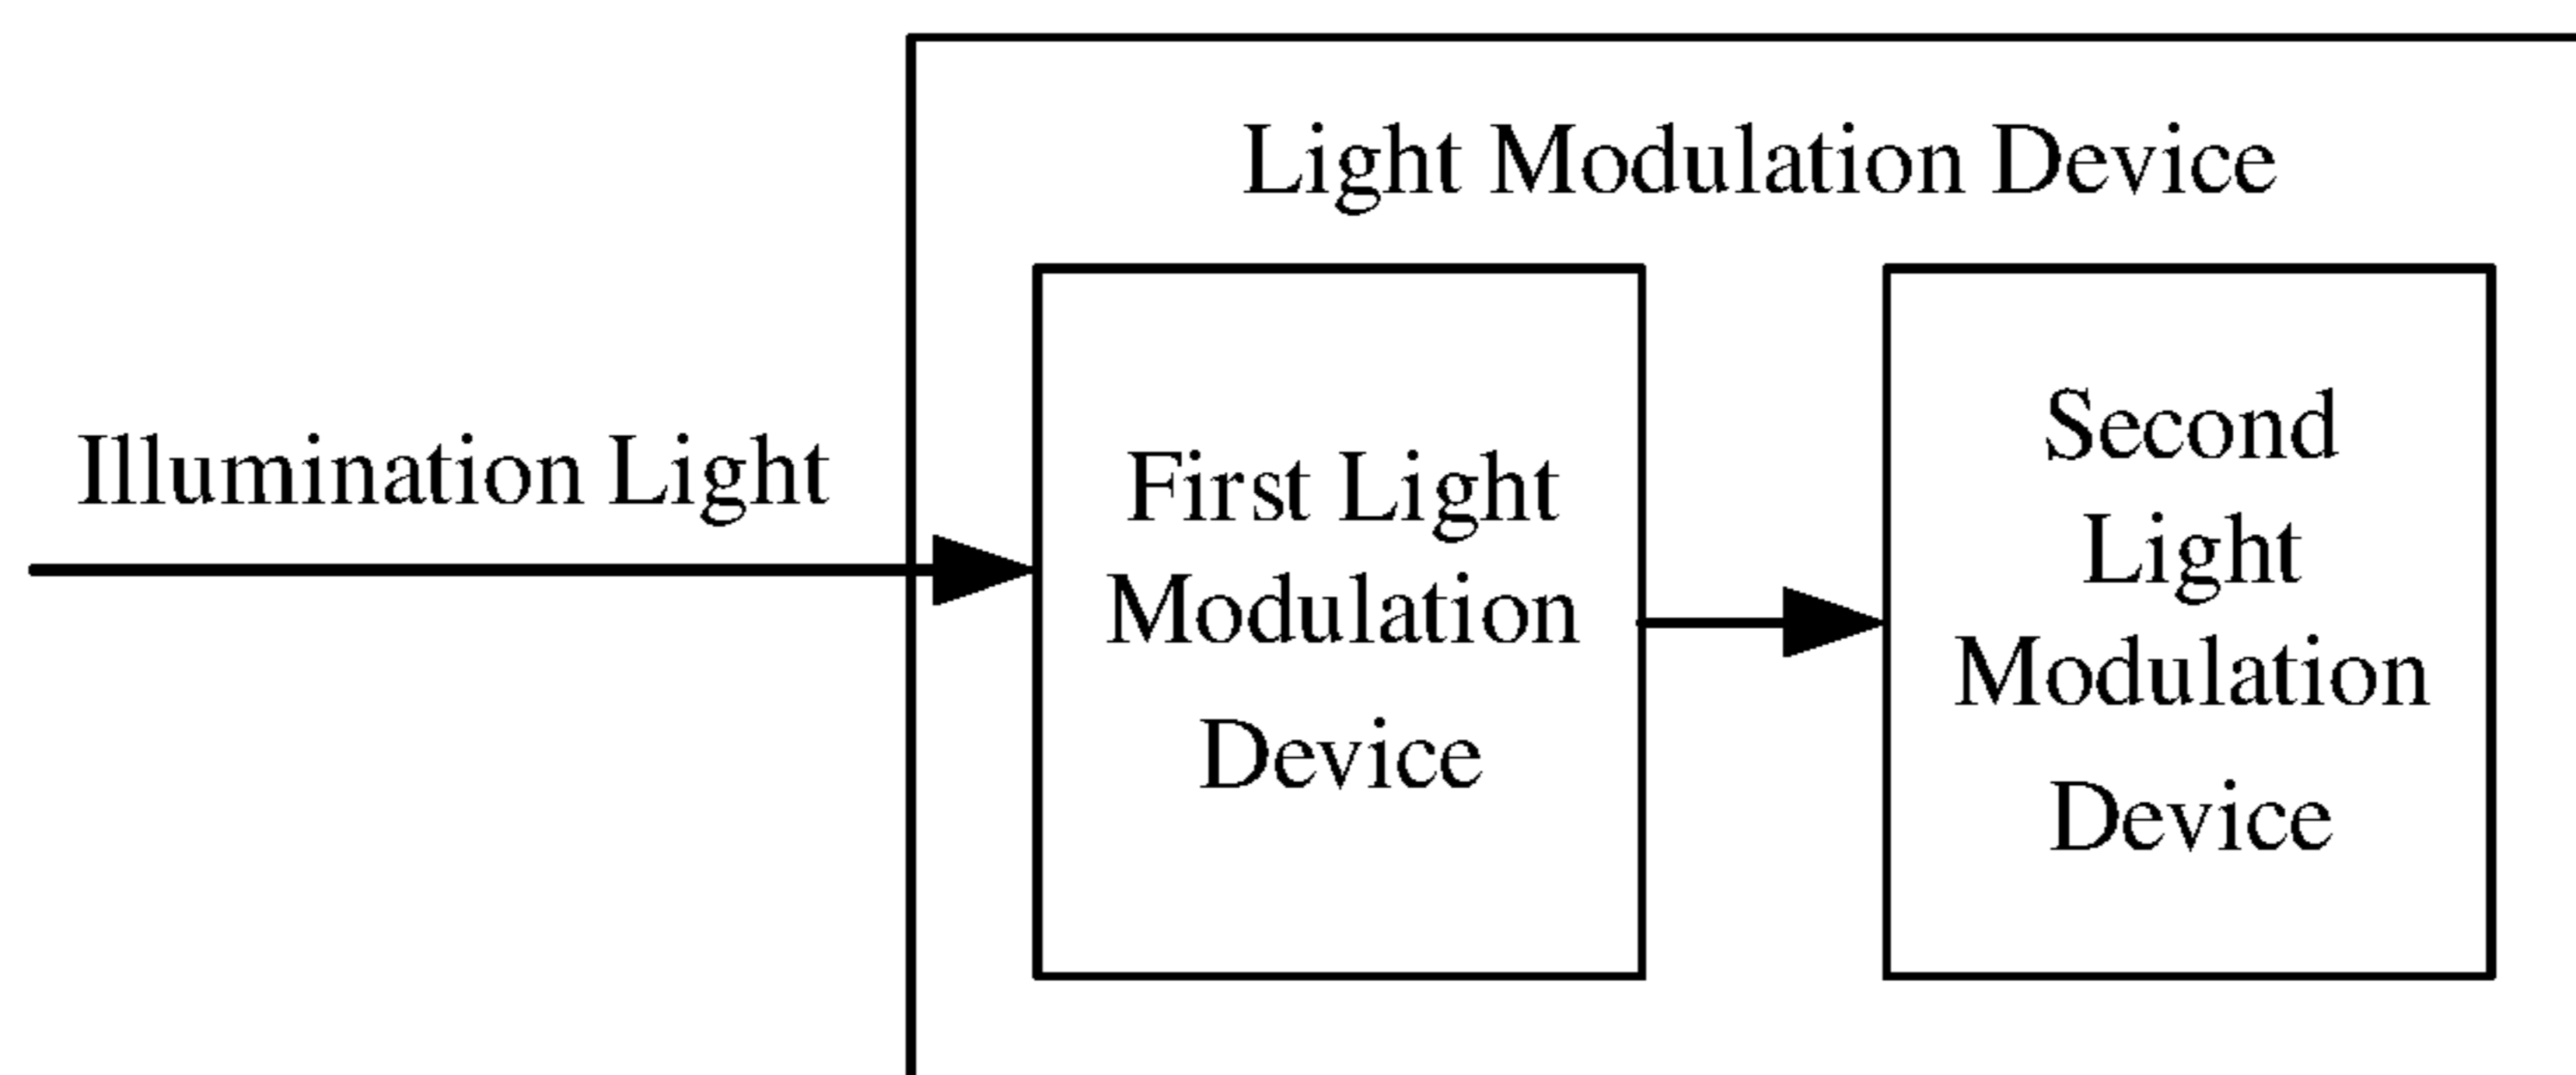 Light Modulation Device
Illumination Light
First Light
Modulation
Device
Second
Light
Modulation
Device